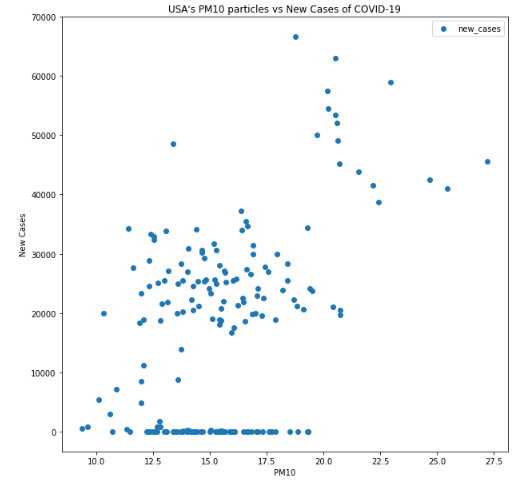 USA's PM10 particles vs New Cases of COVID-19
new_cases
70000
60000
50000
40000
30000
20000
10000
0
New Cases
10.0 12.5 15.0 17.5 20.0 22.5 25.0 27.5
PM10